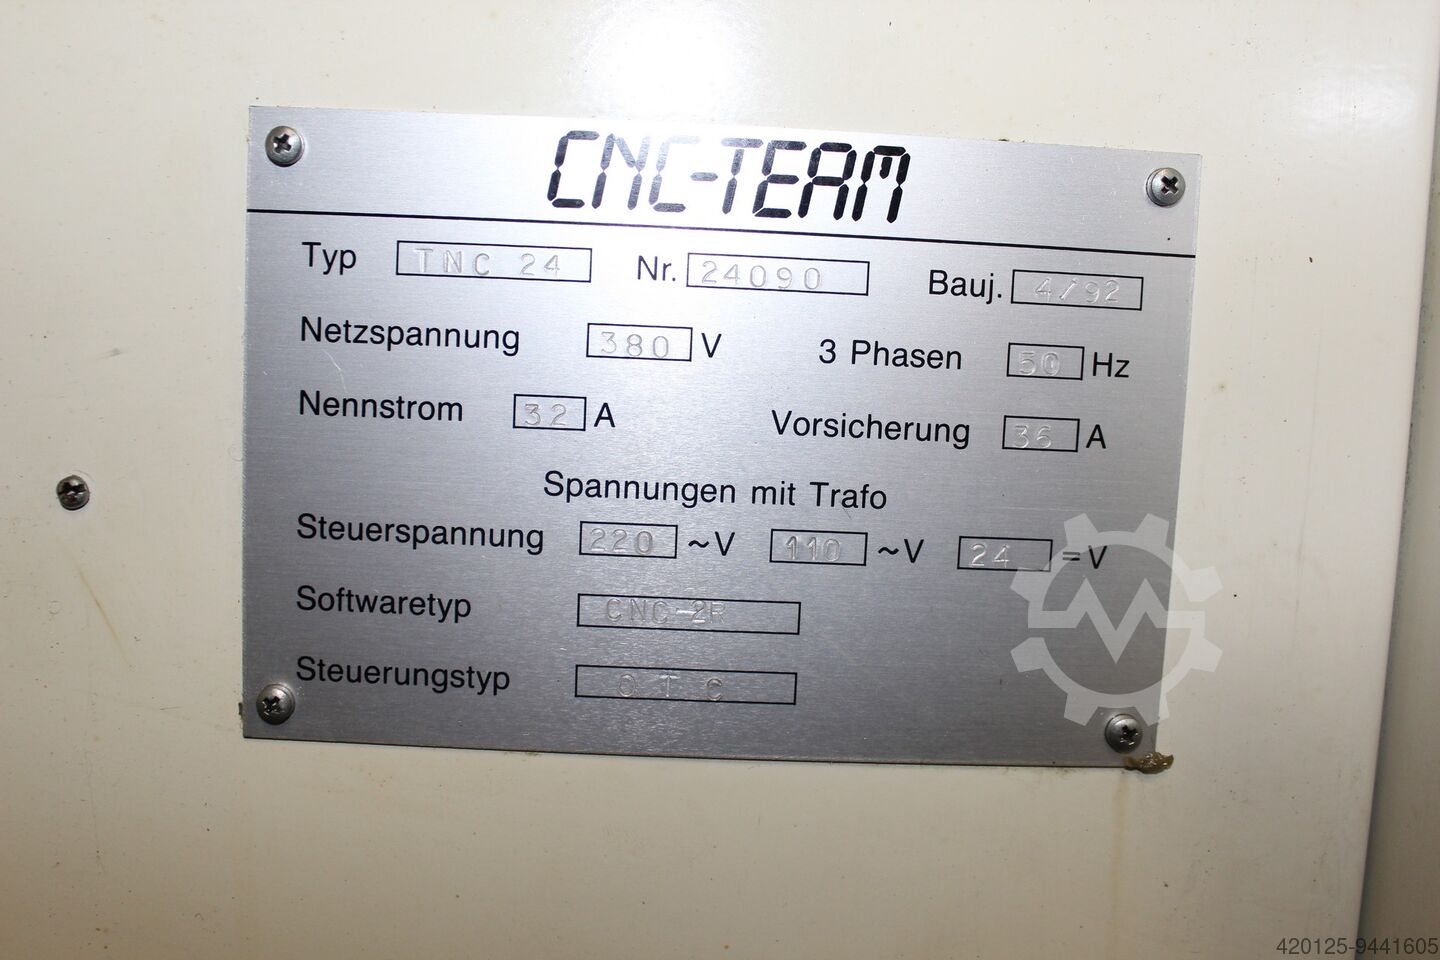 CNC-TEAM
Typ TNC 24 Nr. 24090 Bauj. 4/92
Netzspannung 380 V 3 Phasen 50 Hz
Nennstrom 32 A Vorsicherung 36 A
Spannungen mit Trafo
Steuerspannung 220 ~V 110 ~V 24 =V
Softwaretyp CNC-2R
Steuerungstyp OTC
420125-9441605